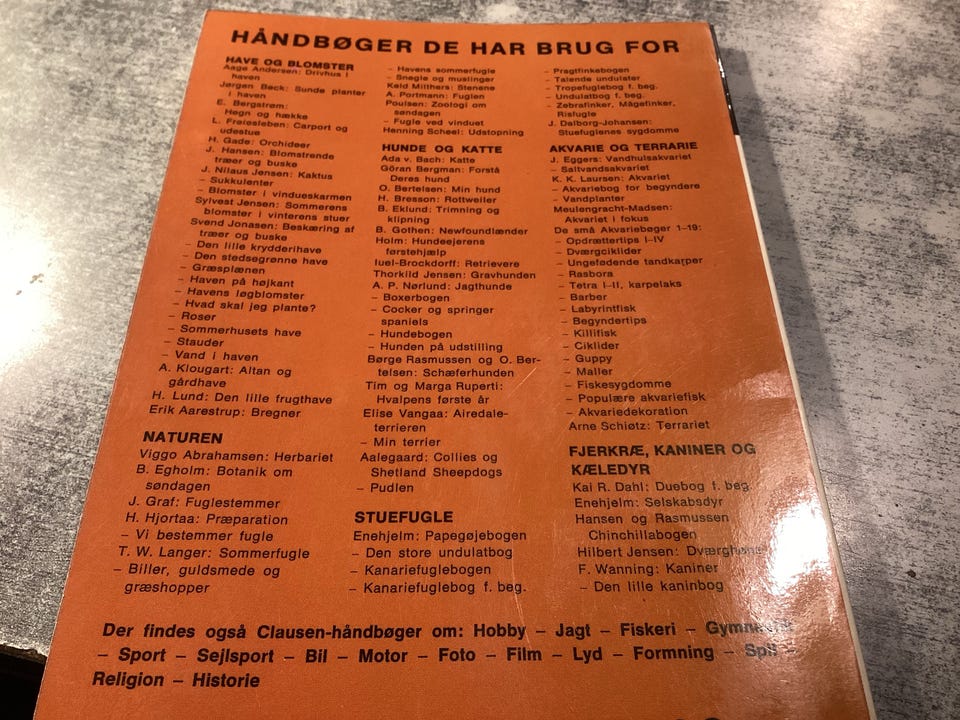 HÅNDBØGER DE HAR BRUG FOR
HAVE OG BLOMSTER
Aage Andersen: Drivhus i
haven
Jørgen Beck: Sunde planter
i haven
E. Bergstrøm:
Hegn og hække
L. Freiesleben: Carport og
udestue
H. Gade: Orchideer
J. Hansen: Blomstrende
træer og buske
J. Nilaus Jensen: Kaktus
– Sukkulenter
– Blomster i vindueskarmen
Sylvest Jensen: Sommerens
blomster i vinterens stuer
Svend Jonasen: Beskæring af
træer og buske
– Den lille krydderihave
– Den stedsegrønne have
– Græsplænen
– Haven på højkant
– Havens løgblomster
– Hvad skal jeg plante?
– Roser
– Sommerhusets have
– Stauder
– Vand i haven
A. Klougart: Altan og
gårdhave
H. Lund: Den lille frugthave
Erik Aarestrup: Bregner
NATUREN
Viggo Abrahamsen: Herbariet
B. Egholm: Botanik om
søndagen
J. Graf: Fuglestemmer
H. Hjortaa: Præparation
– Vi bestemmer fugle
T. W. Langer: Sommerfugle
– Biller, guldsmede og
græshopper
– Havens sommerfugle
– Snegle og muslinger
Keld Milthers: Stenene
A. Portmann: Fuglen
Poulsen: Zoologi om
søndagen
– Fugle ved vinduet
Henning Scheel: Udstopning
HUNDE OG KATTE
Ada v. Bach: Katte
Göran Bergman: Forstå
Deres hund
O. Bertelsen: Min hund
H. Bresson: Rottweiler
B. Eklund: Trimning og
klipning
B. Gothen: Newfoundlænder
Holm: Hundeejerens
førstehjælp
Iuel-Brockdorff: Retrievere
Thorkild Jensen: Gravhunden
A. P. Nørlund: Jagthunde
– Boxerbogen
– Cocker og springer
spaniels
– Hundebogen
– Hunden på udstilling
Børge Rasmussen og O. Ber-
telsen: Schæferhunden
Tim og Marga Ruperti:
Hvalpens første år
Elise Vangaa: Airedale-
terrieren
– Min terrier
Aalegaard: Collies og
Shetland Sheepdogs
– Pudlen
STUEFUGLE
Enehjelm: Papegøjebogen
– Den store undulatbog
– Kanariefuglebogen
– Kanariefuglebog f. beg.
– Pragtfinkebogen
– Talende undulater
– Tropefuglebog f. beg.
– Undulatbog f. beg.
– Zebrafinker, Mågefinker,
Risfugle
J. Dalborg-Johansen:
Stuefuglenes sygdomme
AKVARIE OG TERRARIE
J. Eggers: Vandhulsakvariet
– Saltvandsakvariet
K. K. Laursen: Akvariet
– Akvariebog for begyndere
– Vandplanter
Meulengracht-Madsen:
Akvariet i fokus
De små Akvariebøger 1–19:
– Opdrættertips I–IV
– Dværgciklider
– Ungefødende tandkarper
– Rasbora
– Tetra I–II, karpelaks
– Barber
– Labyrintfisk
– Begyndertips
– Killifisk
– Ciklider
– Guppy
– Maller
– Fiskesygdomme
– Populære akvariefisk
– Akvariedekoration
Arne Schiøtz: Terrariet
FJERKRÆ, KANINER OG
KÆLEDYR
Kai R. Dahl: Duebog f. beg.
Enehjelm: Selskabsdyr
Hansen og Rasmussen
Chinchillabogen
Hilbert Jensen: Dværghøns
F. Wanning: Kaniner
– Den lille kaninbog
Der findes også Clausen-håndbøger om: Hobby – Jagt – Fiskeri – Gymnastik
– Sport – Sejlsport – Bil – Motor – Foto – Film – Lyd – Formning – Spil –
Religion – Historie